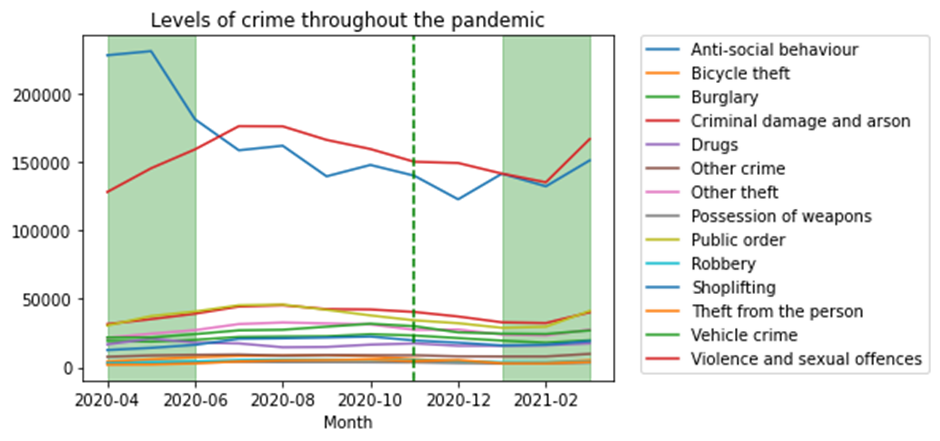 Levels of crime throughout the pandemic
200000
150000
100000
50000
0
2020-04 2020-06 2020-08 2020-10 2020-12 2021-02
Month
Anti-social behaviour
Bicycle theft
Burglary
Criminal damage and arson
Drugs
Other crime
Other theft
Possession of weapons
Public order
Robbery
Shoplifting
Theft from the person
Vehicle crime
Violence and sexual offences